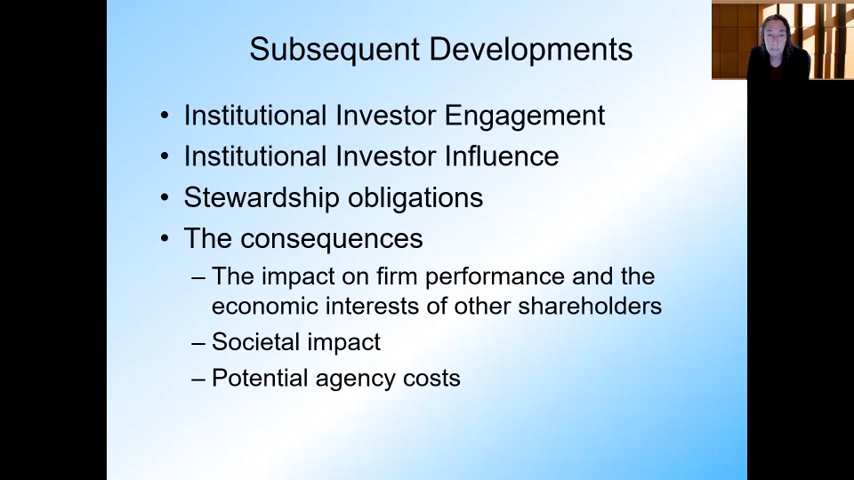 Subsequent Developments
• Institutional Investor Engagement
• Institutional Investor Influence
• Stewardship obligations
• The consequences
– The impact on firm performance and the
economic interests of other shareholders
– Societal impact
– Potential agency costs